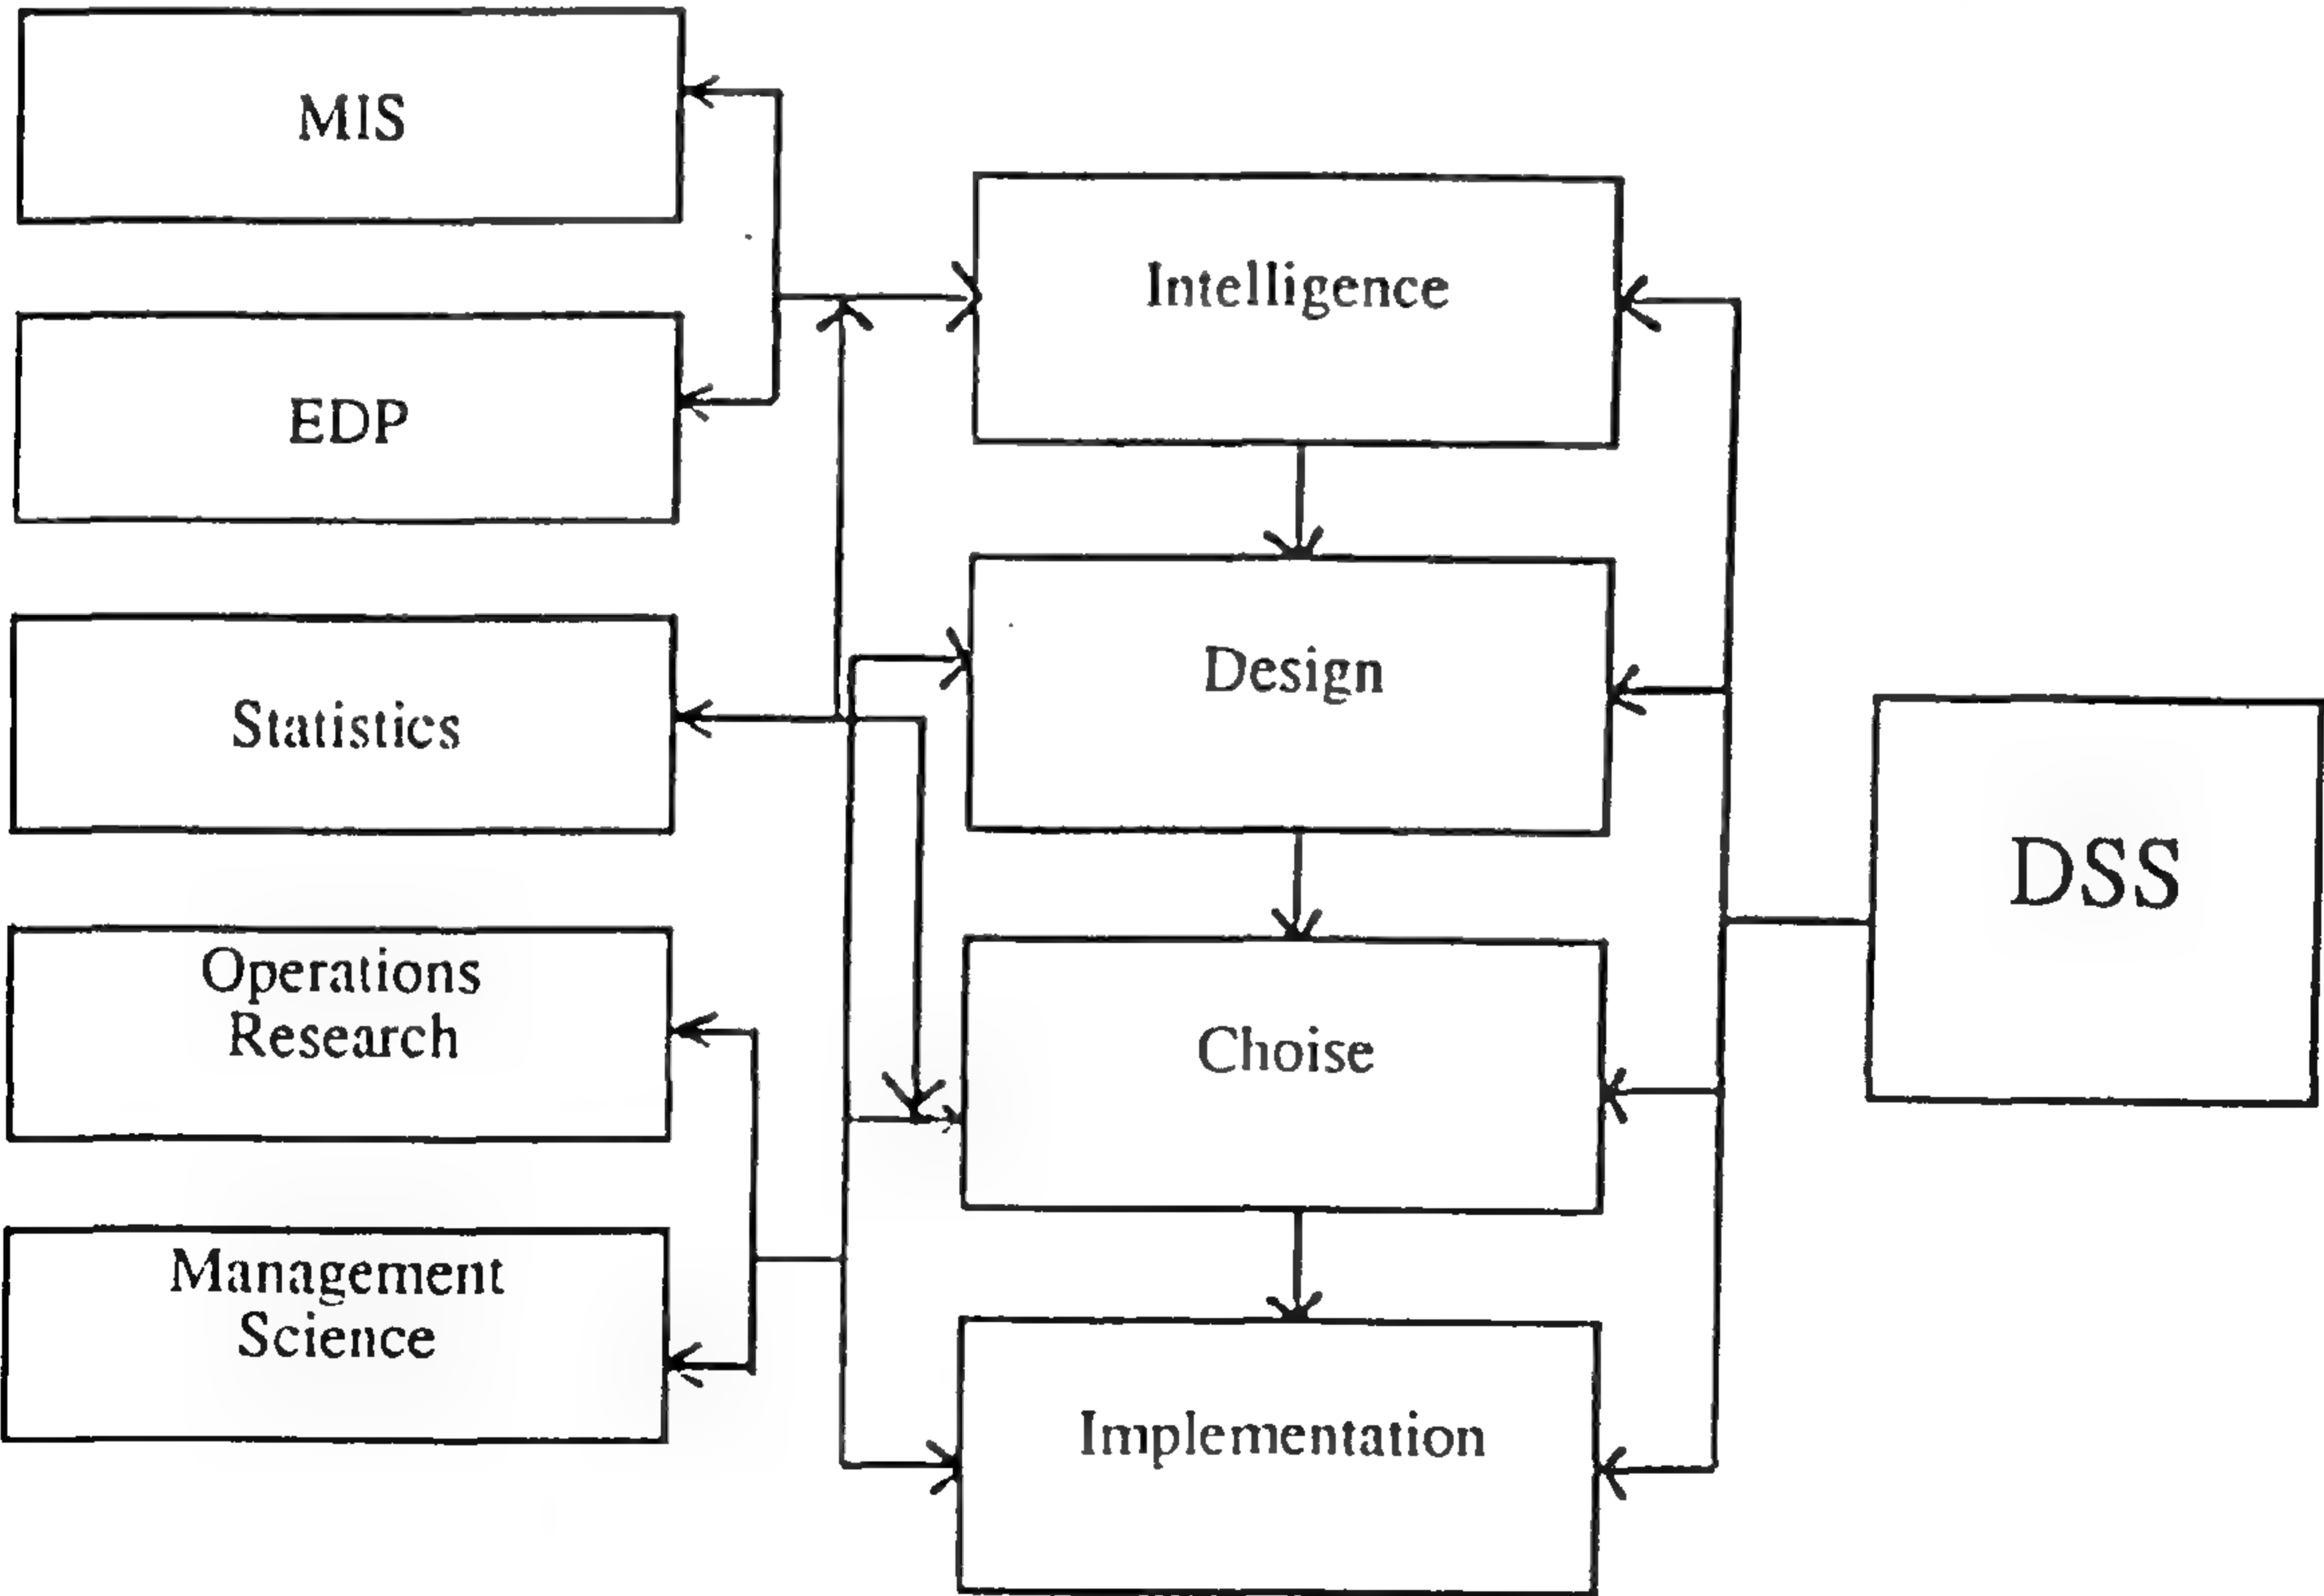 MIS
EDP
Statistics
Operations
Research
Management
Science
Intelligence
Design
Choise
Implementation
DSS